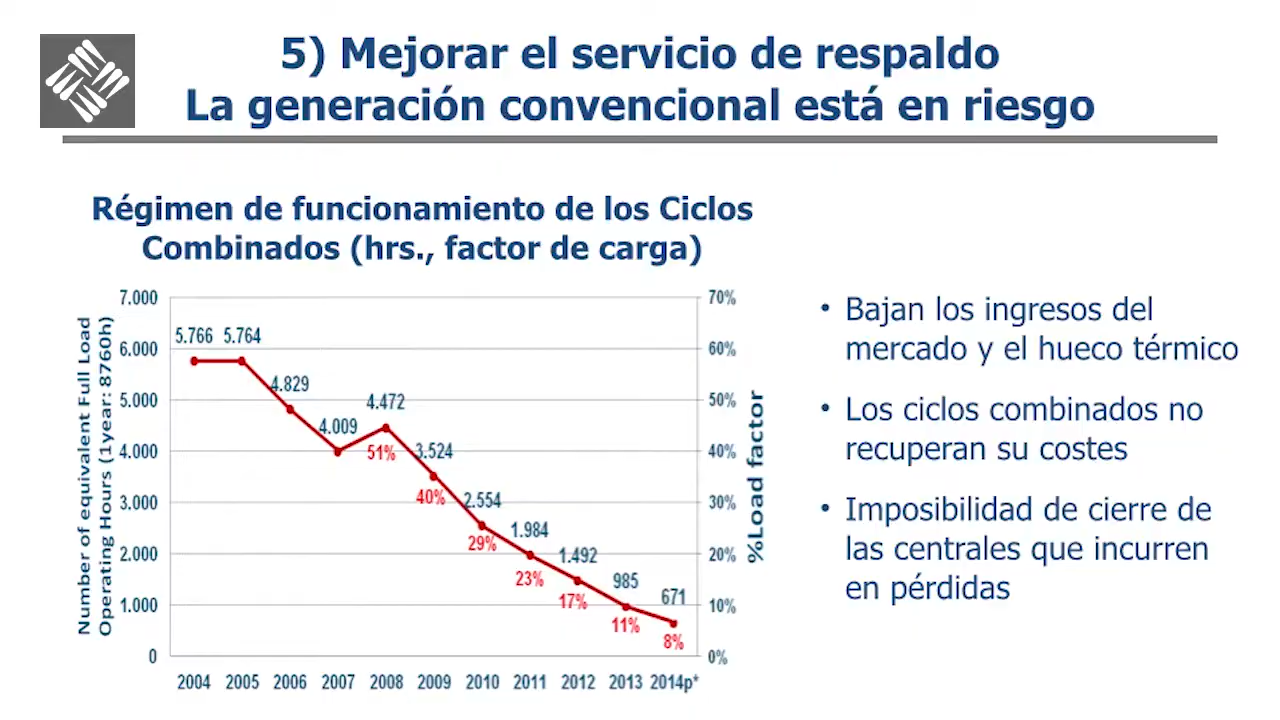 5) Mejorar el servicio de respaldo
La generación convencional está en riesgo
Régimen de funcionamiento de los Ciclos
Combinados (hrs., factor de carga)
Number of equivalent Full Load
Operating Hours (1year: 8760h)
7.000
6.000
5.000
4.000
3.000
2.000
1.000
0
5.766
5.764
4.829
4.009
4.472
3.524
2.554
1.984
1.492
985
671
51%
40%
29%
23%
17%
11%
8%
70%
60%
50%
40%
30%
20%
10%
0%
%Load factor
2004 2005 2006 2007 2008 2009 2010 2011 2012 2013 2014p*
• Bajan los ingresos del
mercado y el hueco térmico
• Los ciclos combinados no
recuperan su costes
• Imposibilidad de cierre de
las centrales que incurren
en pérdidas